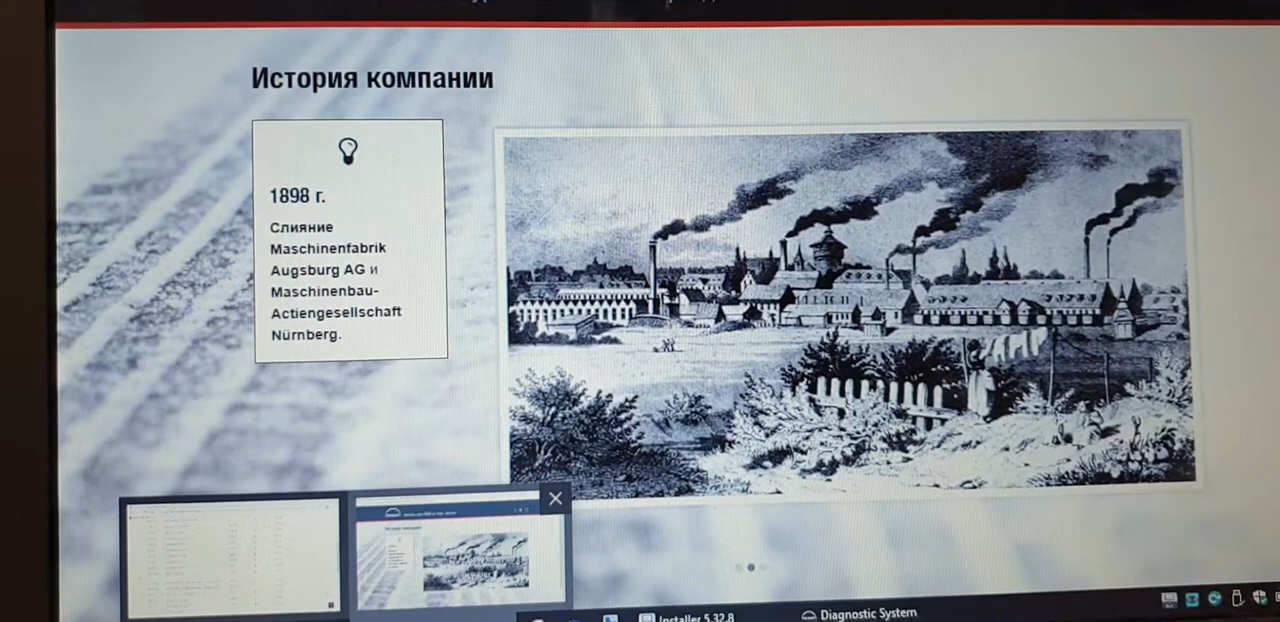 История компании
1898 г.
Слияние
Maschinenfabrik
Augsburg AG и
Maschinenbau-
Actiengesellschaft
Nürnberg.
Installer 5.32.8
Diagnostic System